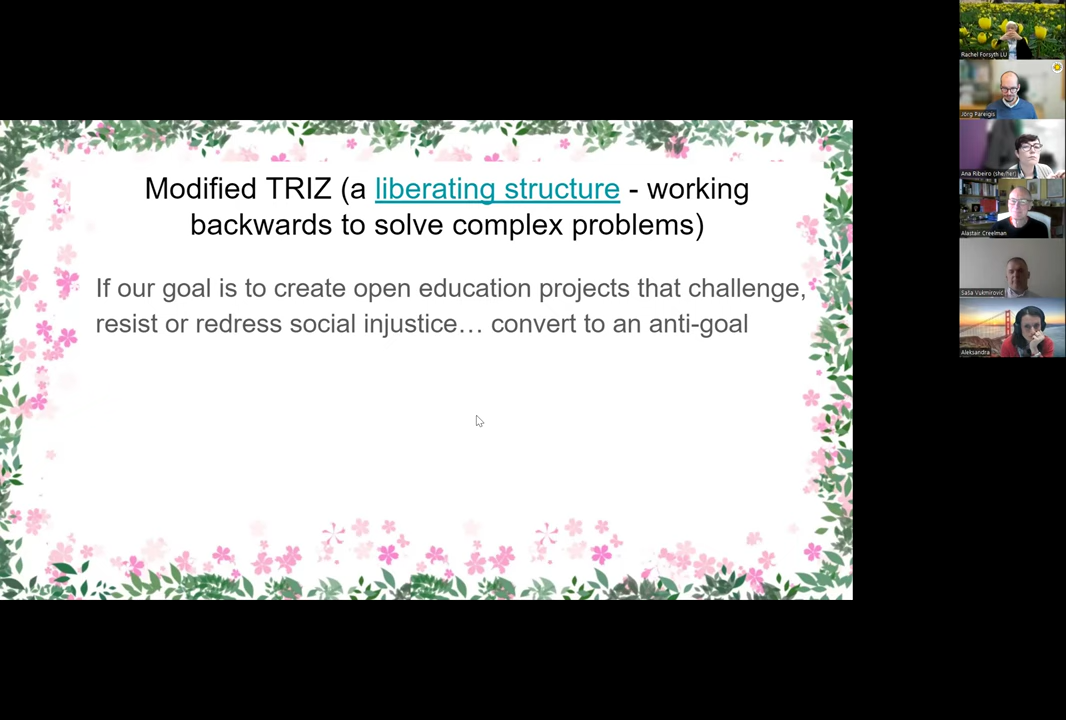 Modified TRIZ (a liberating structure - working
backwards to solve complex problems)
If our goal is to create open education projects that challenge,
resist or redress social injustice… convert to an anti-goal
Rachel Forsyth LU
Jörg Pareigis
Ana Ribeiro (she/her)
Alastair Creelman
Saša Vukmirović
Aleksandra